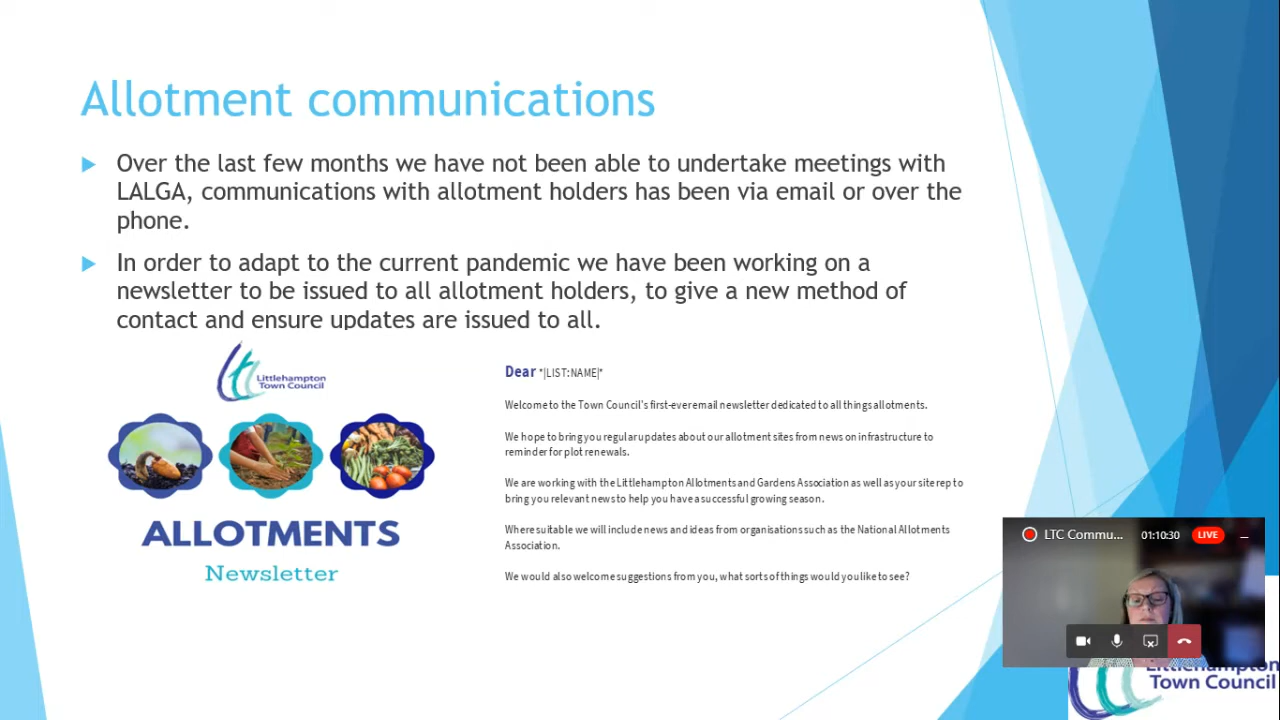 Allotment communications
Over the last few months we have not been able to undertake meetings with
LALGA, communications with allotment holders has been via email or over the
phone.
In order to adapt to the current pandemic we have been working on a
newsletter to be issued to all allotment holders, to give a new method of
contact and ensure updates are issued to all.
Littlehampton
Town Council
ALLOTMENTS
Newsletter
Dear *|LIST:NAME|*
Welcome to the Town Council's first-ever email newsletter dedicated to all things allotments.
We hope to bring you regular updates about our allotment sites from news on infrastructure to
reminder for plot renewals.
We are working with the Littlehampton Allotments and Gardens Association as well as your site rep to
bring you relevant news to help you have a successful growing season.
Where suitable we will include news and ideas from organisations such as the National Allotments
Association.
We would also welcome suggestions from you, what sorts of things would you like to see?
LTC Commu... 01:10:30 LIVE
Littlehampton
Town Council